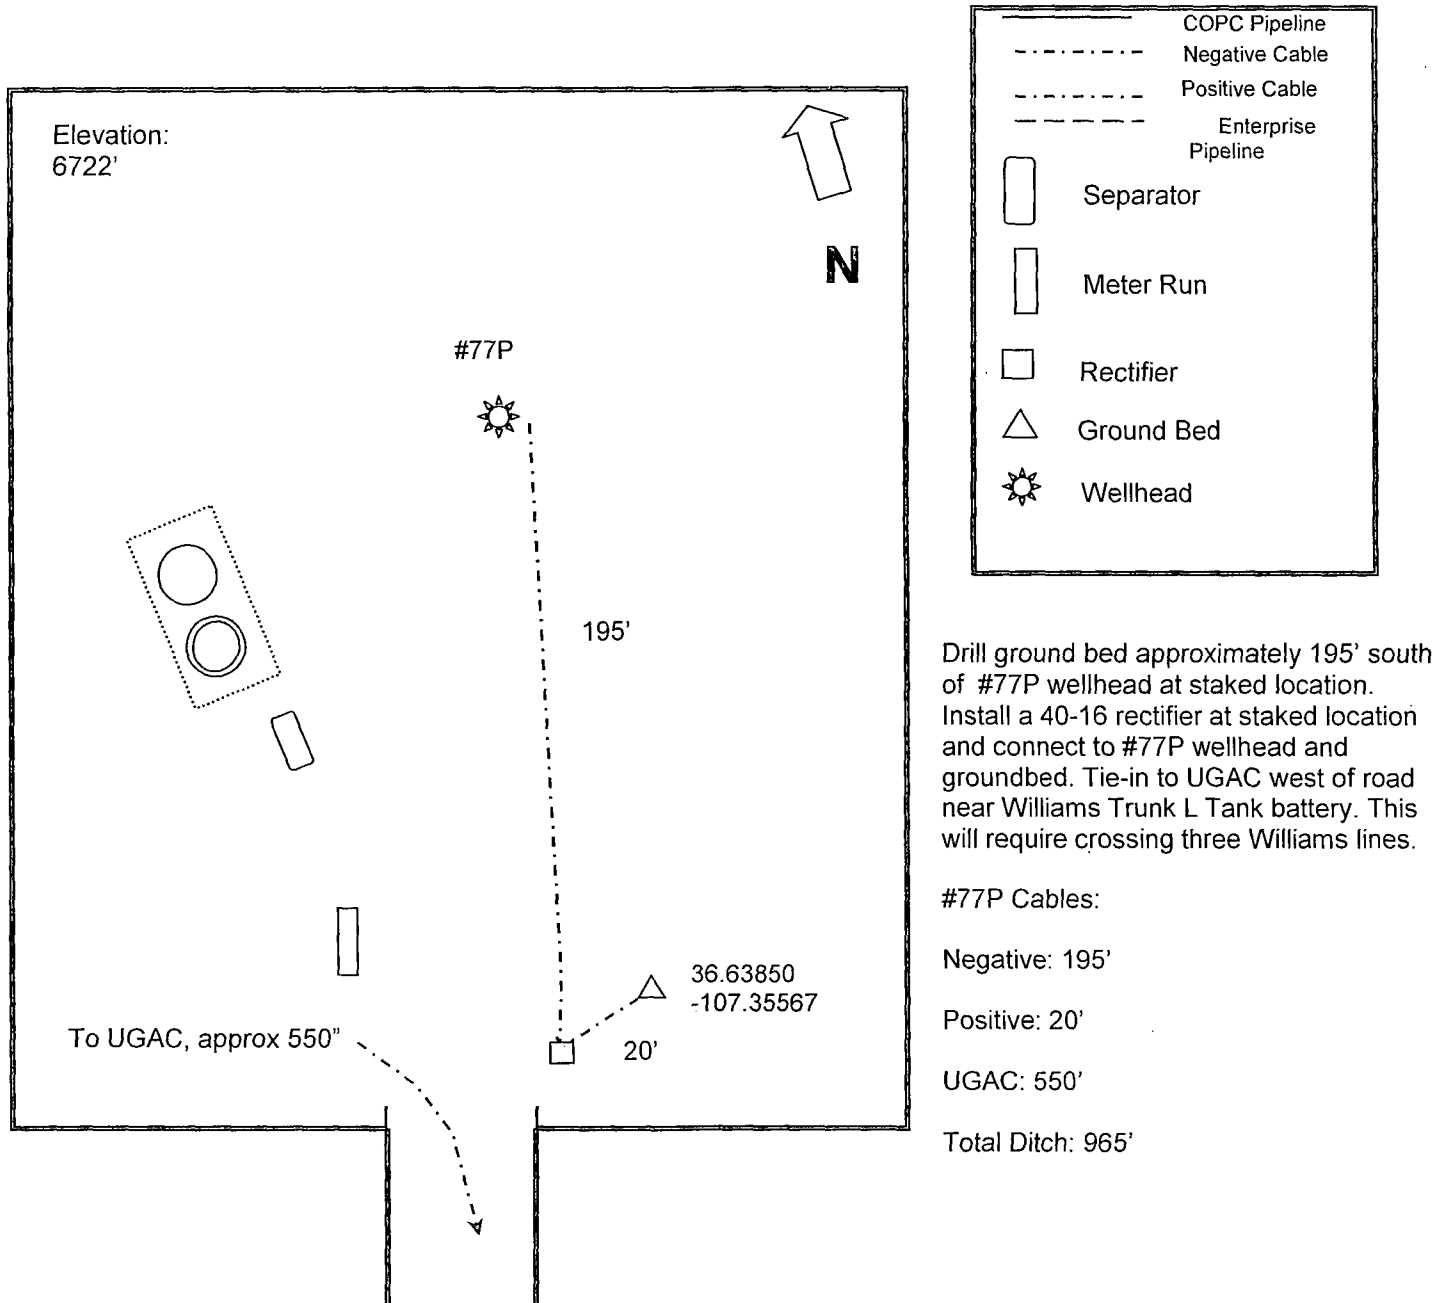 COPC Pipeline
Negative Cable
Positive Cable
Enterprise
Pipeline
Separator
Meter Run
Rectifier
Ground Bed
Wellhead
Elevation:
6722’
N
#77P
195’
36.63850
-107.35567
To UGAC, approx 550”
20’
Drill ground bed approximately 195’ south
of #77P wellhead at staked location.
Install a 40-16 rectifier at staked location
and connect to #77P wellhead and
groundbed. Tie-in to UGAC west of road
near Williams Trunk L Tank battery. This
will require crossing three Williams lines.
#77P Cables:
Negative: 195’
Positive: 20’
UGAC: 550’
Total Ditch: 965’